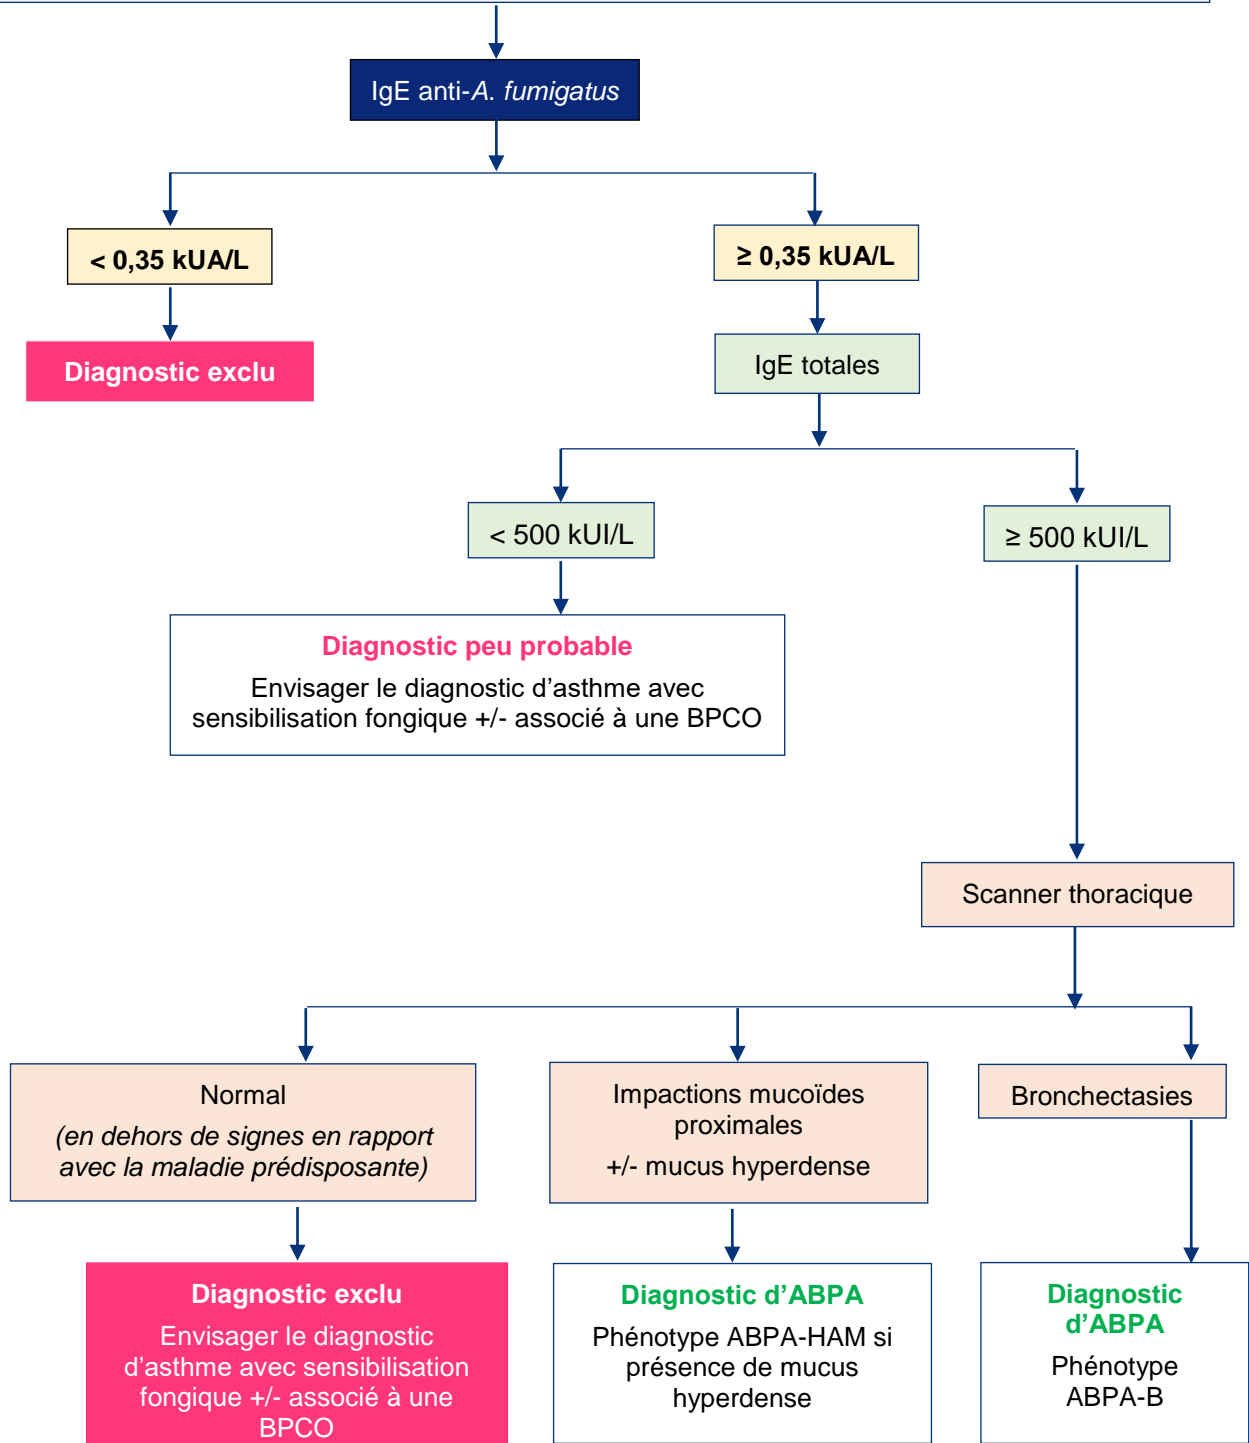 IgE anti-A. fumigatus
< 0,35 kUA/L
≥ 0,35 kUA/L
Diagnostic exclu
IgE totales
< 500 kUI/L
≥ 500 kUI/L
Diagnostic peu probable
Envisager le diagnostic d’asthme avec
sensibilisation fongique +/- associé à une BPCO
Scanner thoracique
Normal
(en dehors de signes en rapport
avec la maladie prédisposante)
Impactions mucoïdes
proximales
+/- mucus hyperdense
Bronchectasies
Diagnostic exclu
Envisager le diagnostic
d’asthme avec sensibilisation
fongique +/- associé à une
BPCO
Diagnostic d’ABPA
Phénotype ABPA-HAM si
présence de mucus
hyperdense
Diagnostic
d’ABPA
Phénotype
ABPA-B